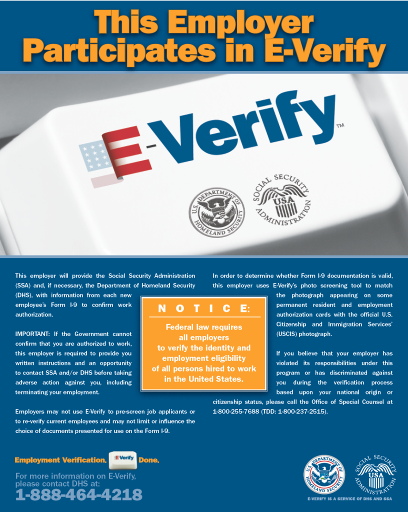 This Employer
Participates in E-Verify
E-Verify™
U.S. DEPARTMENT OF
HOMELAND SECURITY
SOCIAL SECURITY
USA
ADMINISTRATION
This employer will provide the Social Security Administration
(SSA) and, if necessary, the Department of Homeland Security
(DHS), with information from each new
employee's Form I-9 to confirm work
authorization.
IMPORTANT: If the Government cannot
confirm that you are authorized to work,
this employer is required to provide you
written instructions and an opportunity
to contact SSA and/or DHS before taking
adverse action against you, including
terminating your employment.
Employers may not use E-Verify to pre-screen job applicants or
to re-verify current employees and may not limit or influence the
choice of documents presented for use on the Form I-9.
NOTICE:
Federal law requires
all employers
to verify the identity and
employment eligibility
of all persons hired to work
in the United States.
In order to determine whether Form I-9 documentation is valid,
this employer uses E-Verify's photo screening tool to match
the photograph appearing on some
permanent resident and employment
authorization cards with the official U.S.
Citizenship and Immigration Services'
(USCIS) photograph.
If you believe that your employer has
violated its responsibilities under this
program or has discriminated against
you during the verification process
based upon your national origin or
citizenship status, please call the Office of Special Counsel at
1-800-255-7688 (TDD: 1-800-237-2515).
Employment Verification. E-Verify Done.
For more information on E-Verify,
please contact DHS at:
1-888-464-4218
E-VERIFY IS A SERVICE OF DHS AND SSA